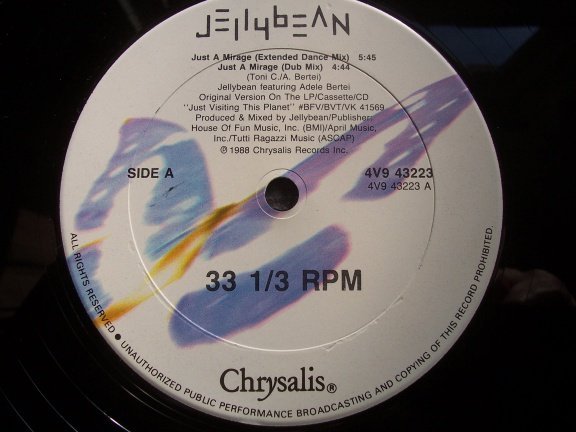 JELLYBEAN
Just A Mirage (Extended Dance Mix) 5:45
Just A Mirage (Dub Mix) 4:44
(Toni C./A. Bertei)
Jellybean featuring Adele Bertei
Original Version On The LP/Cassette/CD
"Just Visiting This Planet" #BFV/BVT/VK 41569
Produced & Mixed by Jellybean/Publisher:
House Of Fun Music, Inc. (BMI)/April Music,
Inc./Tutti Ragazzi Music (ASCAP)
℗ 1988 Chrysalis Records Inc.
SIDE A
4V9 43223
4V9 43223 A
33 1/3 RPM
Chrysalis®
ALL RIGHTS RESERVED ● UNAUTHORIZED PUBLIC PERFORMANCE BROADCASTING AND COPYING OF THIS RECORD PROHIBITED.